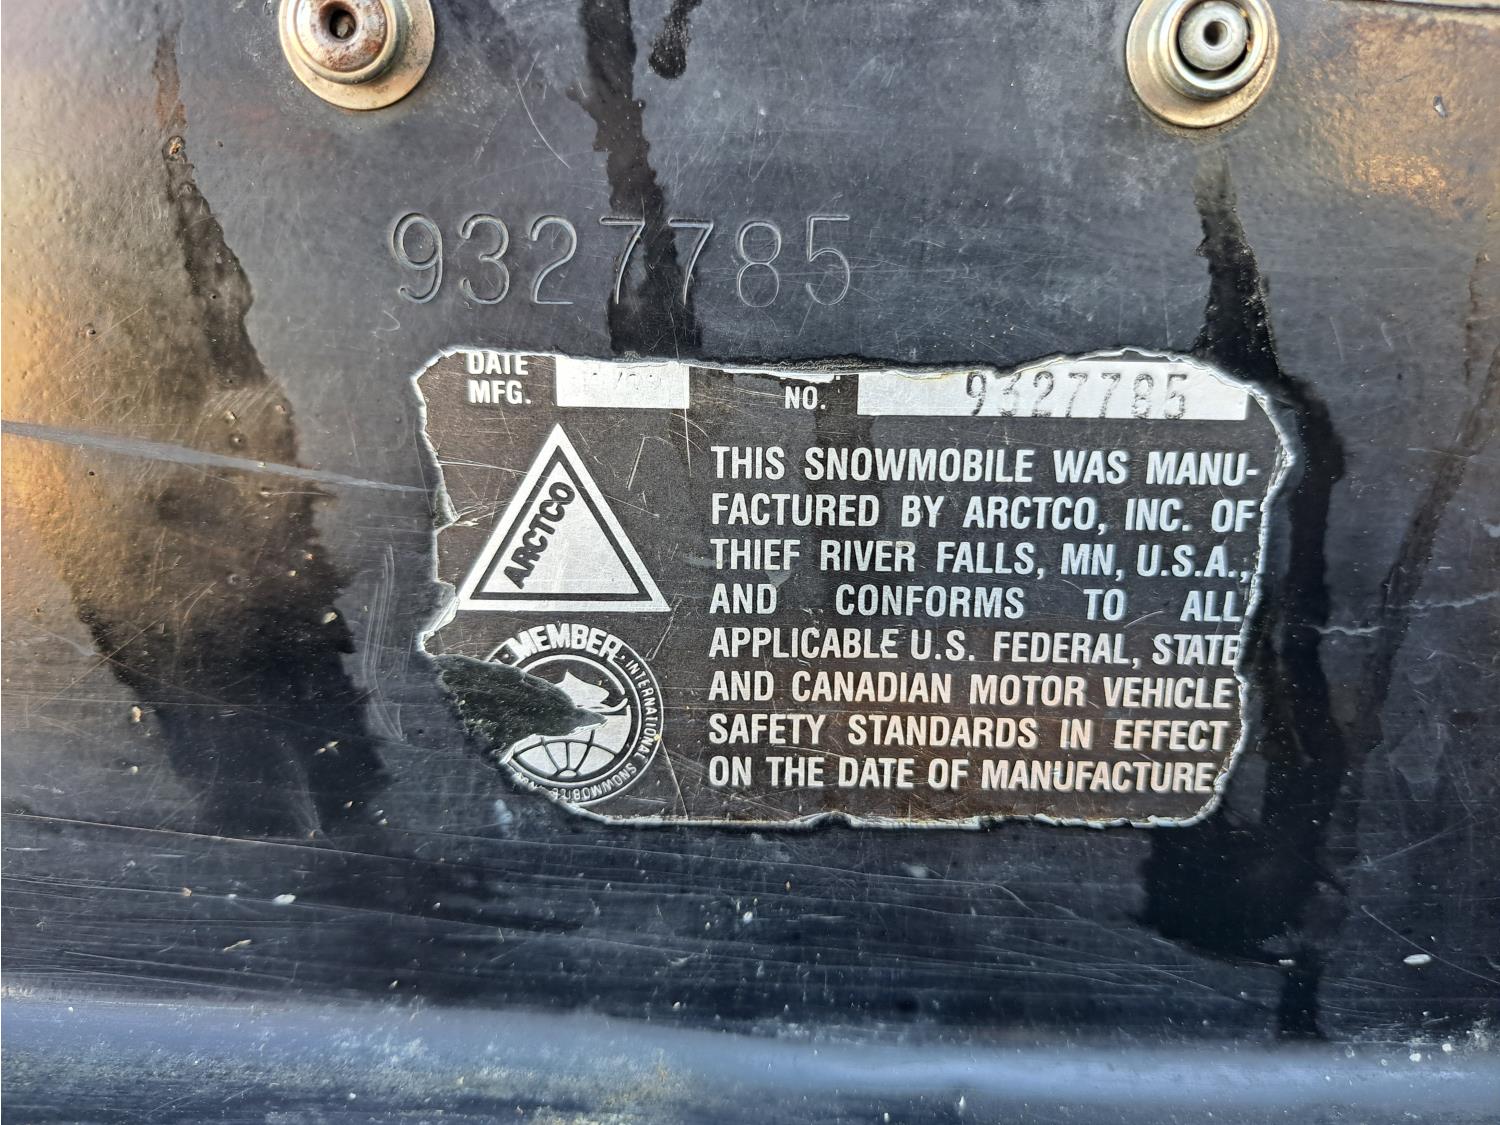 9327785
DATE
MFG.
NO.
9327785
ARCTCO
THIS SNOWMOBILE WAS MANU-
FACTURED BY ARCTCO, INC. OF
THIEF RIVER FALLS, MN, U.S.A.,
AND CONFORMS TO ALL
APPLICABLE U.S. FEDERAL, STATE
AND CANADIAN MOTOR VEHICLE
SAFETY STANDARDS IN EFFECT
ON THE DATE OF MANUFACTURE.
MEMBER
INTERNATIONAL SNOWMOBILE